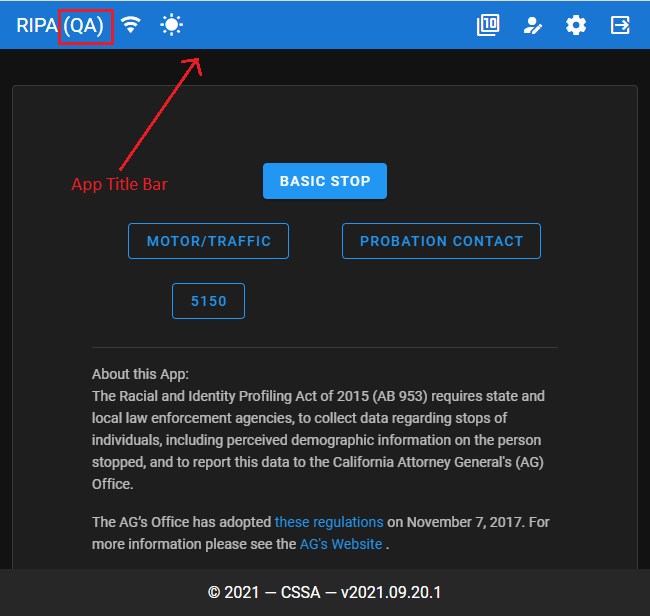 RIPA (QA)
10
App Title Bar
BASIC STOP
MOTOR/TRAFFIC PROBATION CONTACT
5150
About this App:
The Racial and Identity Profiling Act of 2015 (AB 953) requires state and
local law enforcement agencies, to collect data regarding stops of
individuals, including perceived demographic information on the person
stopped, and to report this data to the California Attorney General's (AG)
Office.
The AG's Office has adopted these regulations on November 7, 2017. For
more information please see the AG's Website .
© 2021 — CSSA — v2021.09.20.1